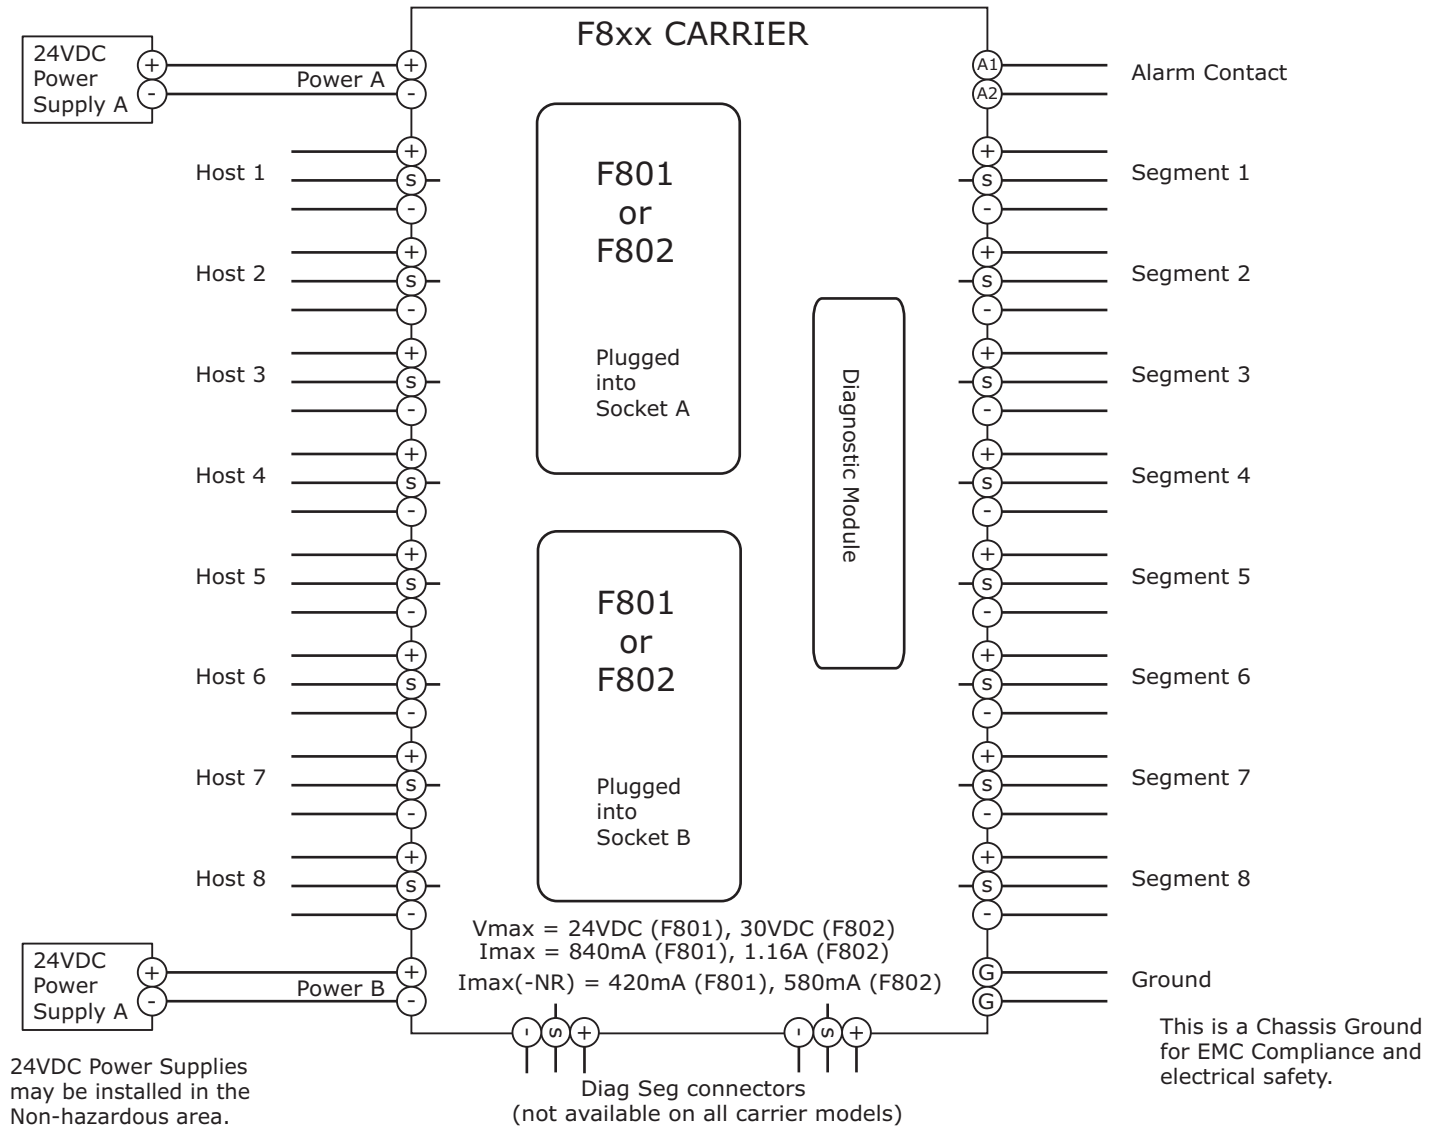 F8xx CARRIER
24VDC
Power
Supply A
+
-
Power A
+
-
A1
A2
Alarm Contact
Host 1
+
S
-
+
S
-
Segment 1
Host 2
+
S
-
+
S
-
Segment 2
Host 3
+
S
-
+
S
-
Segment 3
Host 4
+
S
-
+
S
-
Segment 4
Host 5
+
S
-
+
S
-
Segment 5
Host 6
+
S
-
+
S
-
Segment 6
Host 7
+
S
-
+
S
-
Segment 7
Host 8
+
S
-
+
S
-
Segment 8
F801
or
F802
Plugged
into
Socket A
Diagnostic Module
F801
or
F802
Plugged
into
Socket B
Vmax = 24VDC (F801), 30VDC (F802)
Imax = 840mA (F801), 1.16A (F802)
Imax(-NR) = 420mA (F801), 580mA (F802)
24VDC
Power
Supply A
+
-
Power B
+
-
G
G
Ground
This is a Chassis Ground
for EMC Compliance and
electrical safety.
- S +
- S +
Diag Seg connectors
(not available on all carrier models)
24VDC Power Supplies
may be installed in the
Non-hazardous area.